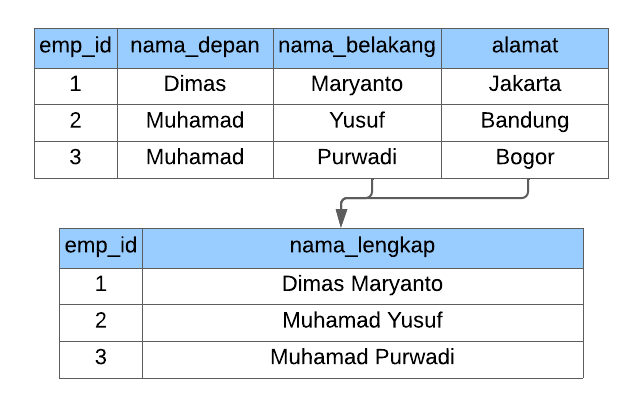 emp_id nama_depan nama_belakang alamat
1 Dimas Maryanto Jakarta
2 Muhamad Yusuf Bandung
3 Muhamad Purwadi Bogor
emp_id nama_lengkap
1 Dimas Maryanto
2 Muhamad Yusuf
3 Muhamad Purwadi